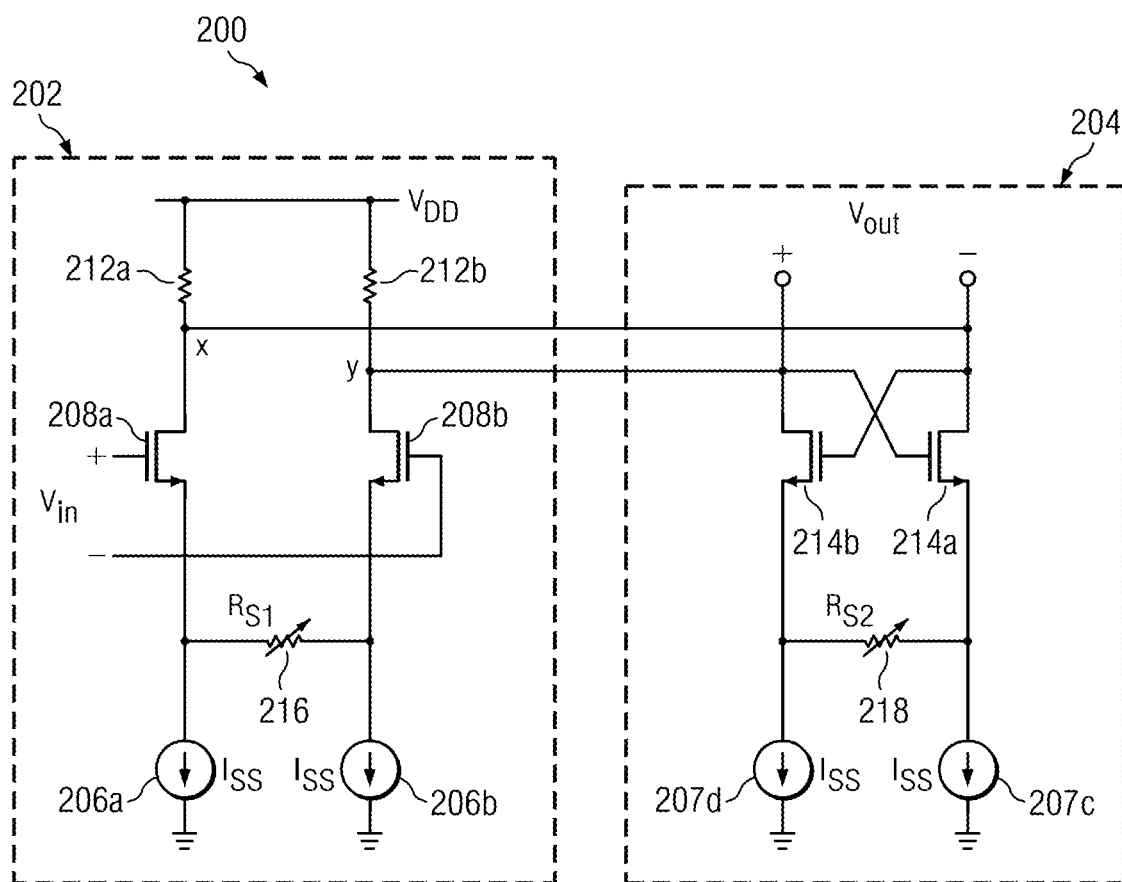 200
202
204
V_DD
V_out
212a
212b
+
−
x
y
208a
208b
+
V_in
−
214b
214a
R_S1
R_S2
216
218
I_SS
I_SS
I_SS
I_SS
206a
206b
207d
207c